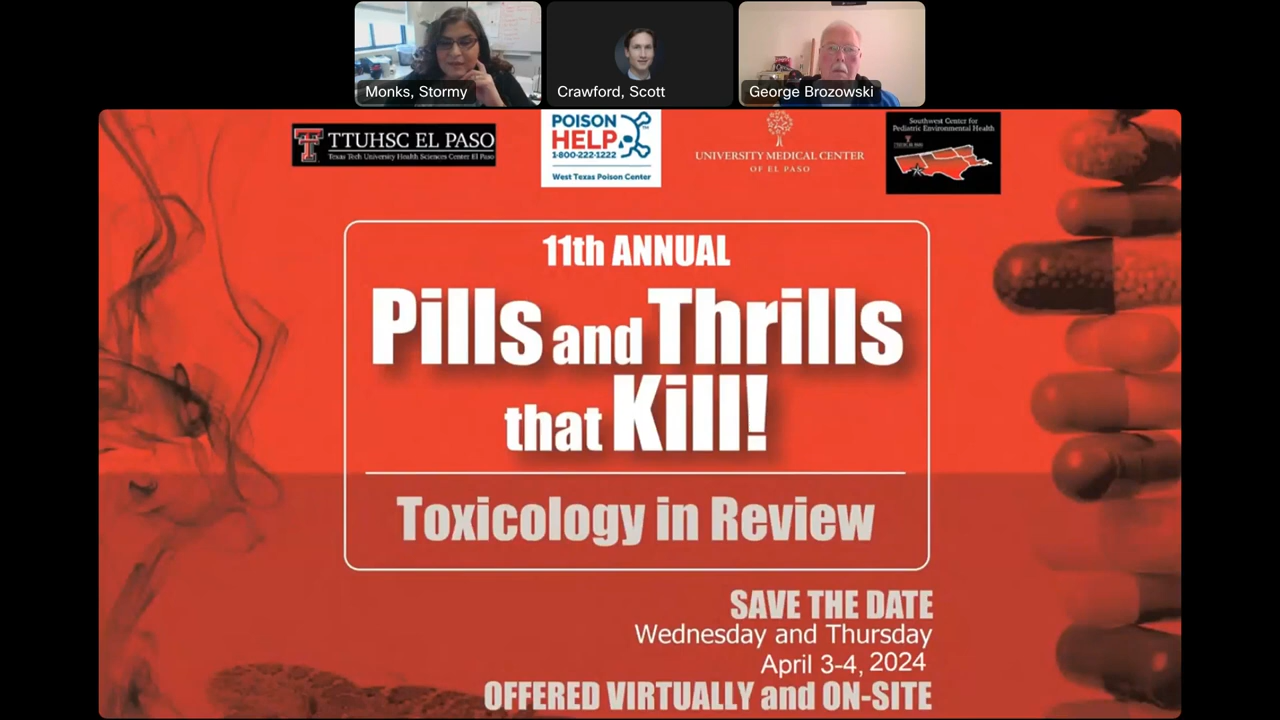 Monks, Stormy
Crawford, Scott
George Brozowski
TTUHSC EL PASO
Texas Tech University Health Sciences Center El Paso
POISON
HELP
1-800-222-1222
West Texas Poison Center
UNIVERSITY MEDICAL CENTER
OF EL PASO
Southwest Center for
Pediatric Environmental Health
11th ANNUAL
Pills and Thrills
that Kill!
Toxicology in Review
SAVE THE DATE
Wednesday and Thursday
April 3-4, 2024
OFFERED VIRTUALLY and ON-SITE